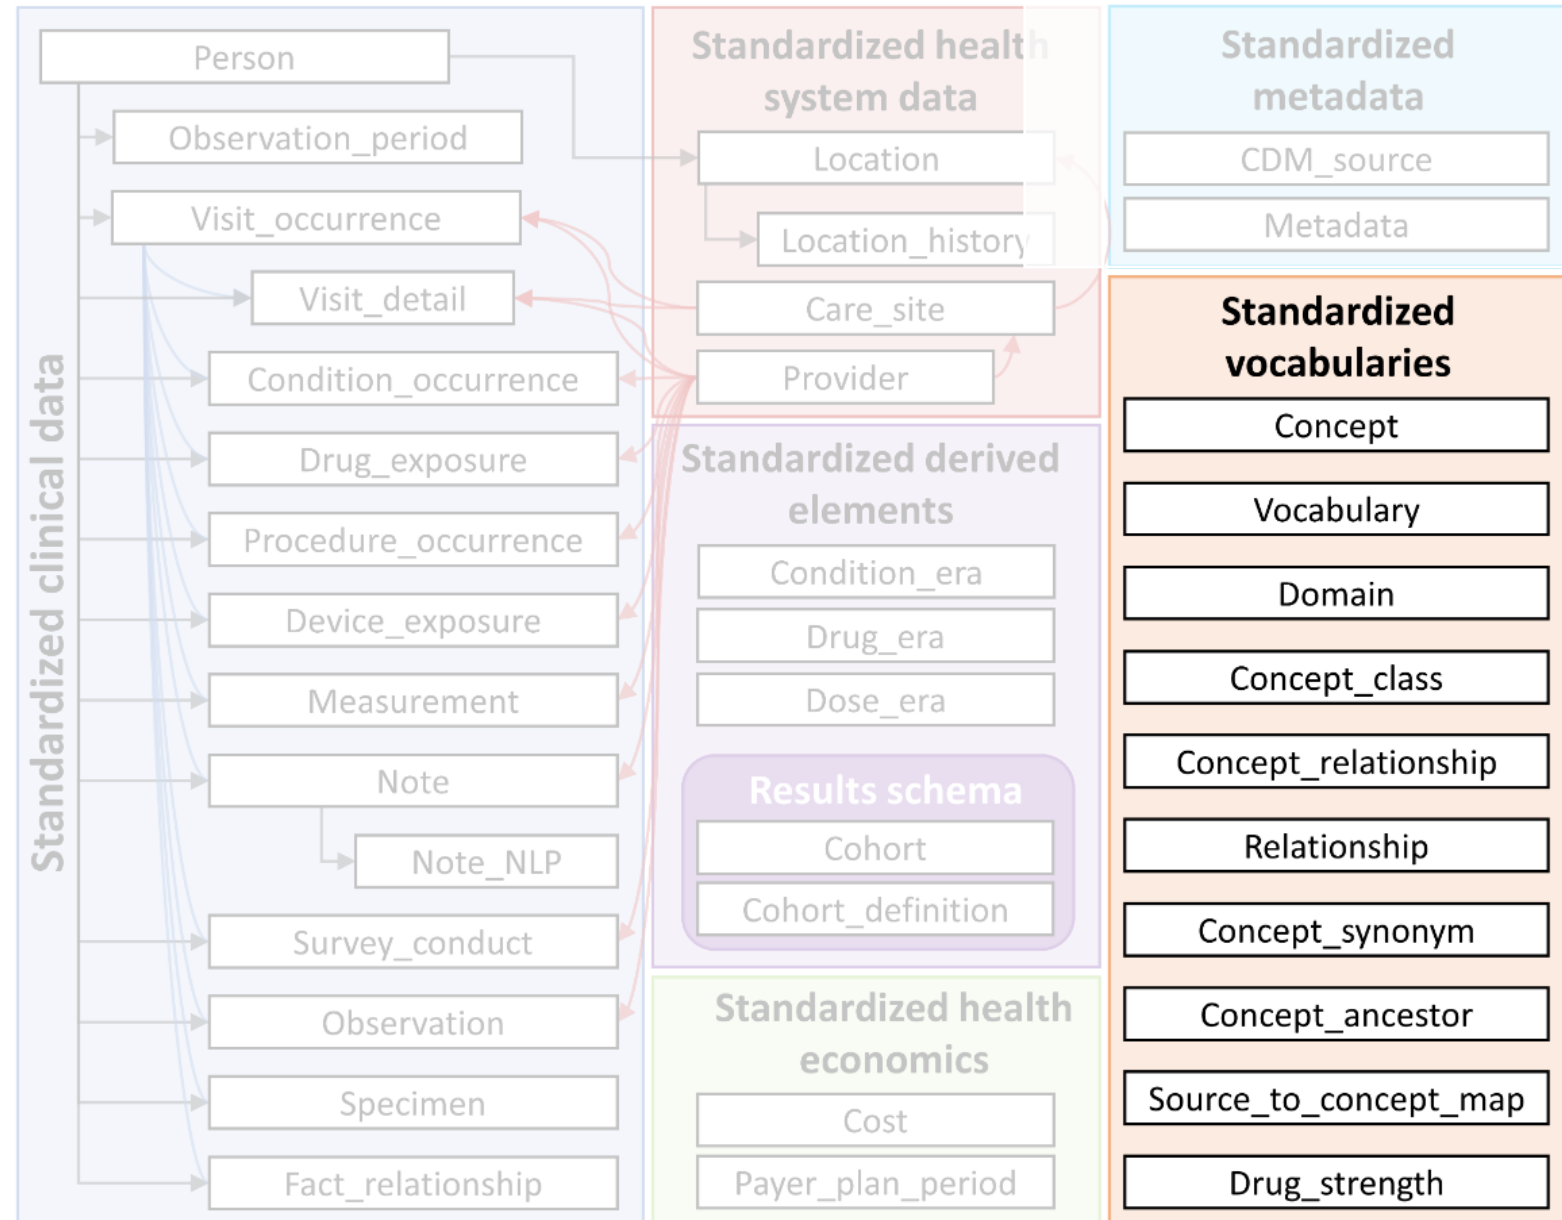 Standardized clinical data
Person
Observation_period
Visit_occurrence
Visit_detail
Condition_occurrence
Drug_exposure
Procedure_occurrence
Device_exposure
Measurement
Note
Note_NLP
Survey_conduct
Observation
Specimen
Fact_relationship
Standardized health
system data
Location
Location_history
Care_site
Provider
Standardized derived
elements
Condition_era
Drug_era
Dose_era
Results schema
Cohort
Cohort_definition
Standardized health
economics
Cost
Payer_plan_period
Standardized
metadata
CDM_source
Metadata
Standardized
vocabularies
Concept
Vocabulary
Domain
Concept_class
Concept_relationship
Relationship
Concept_synonym
Concept_ancestor
Source_to_concept_map
Drug_strength